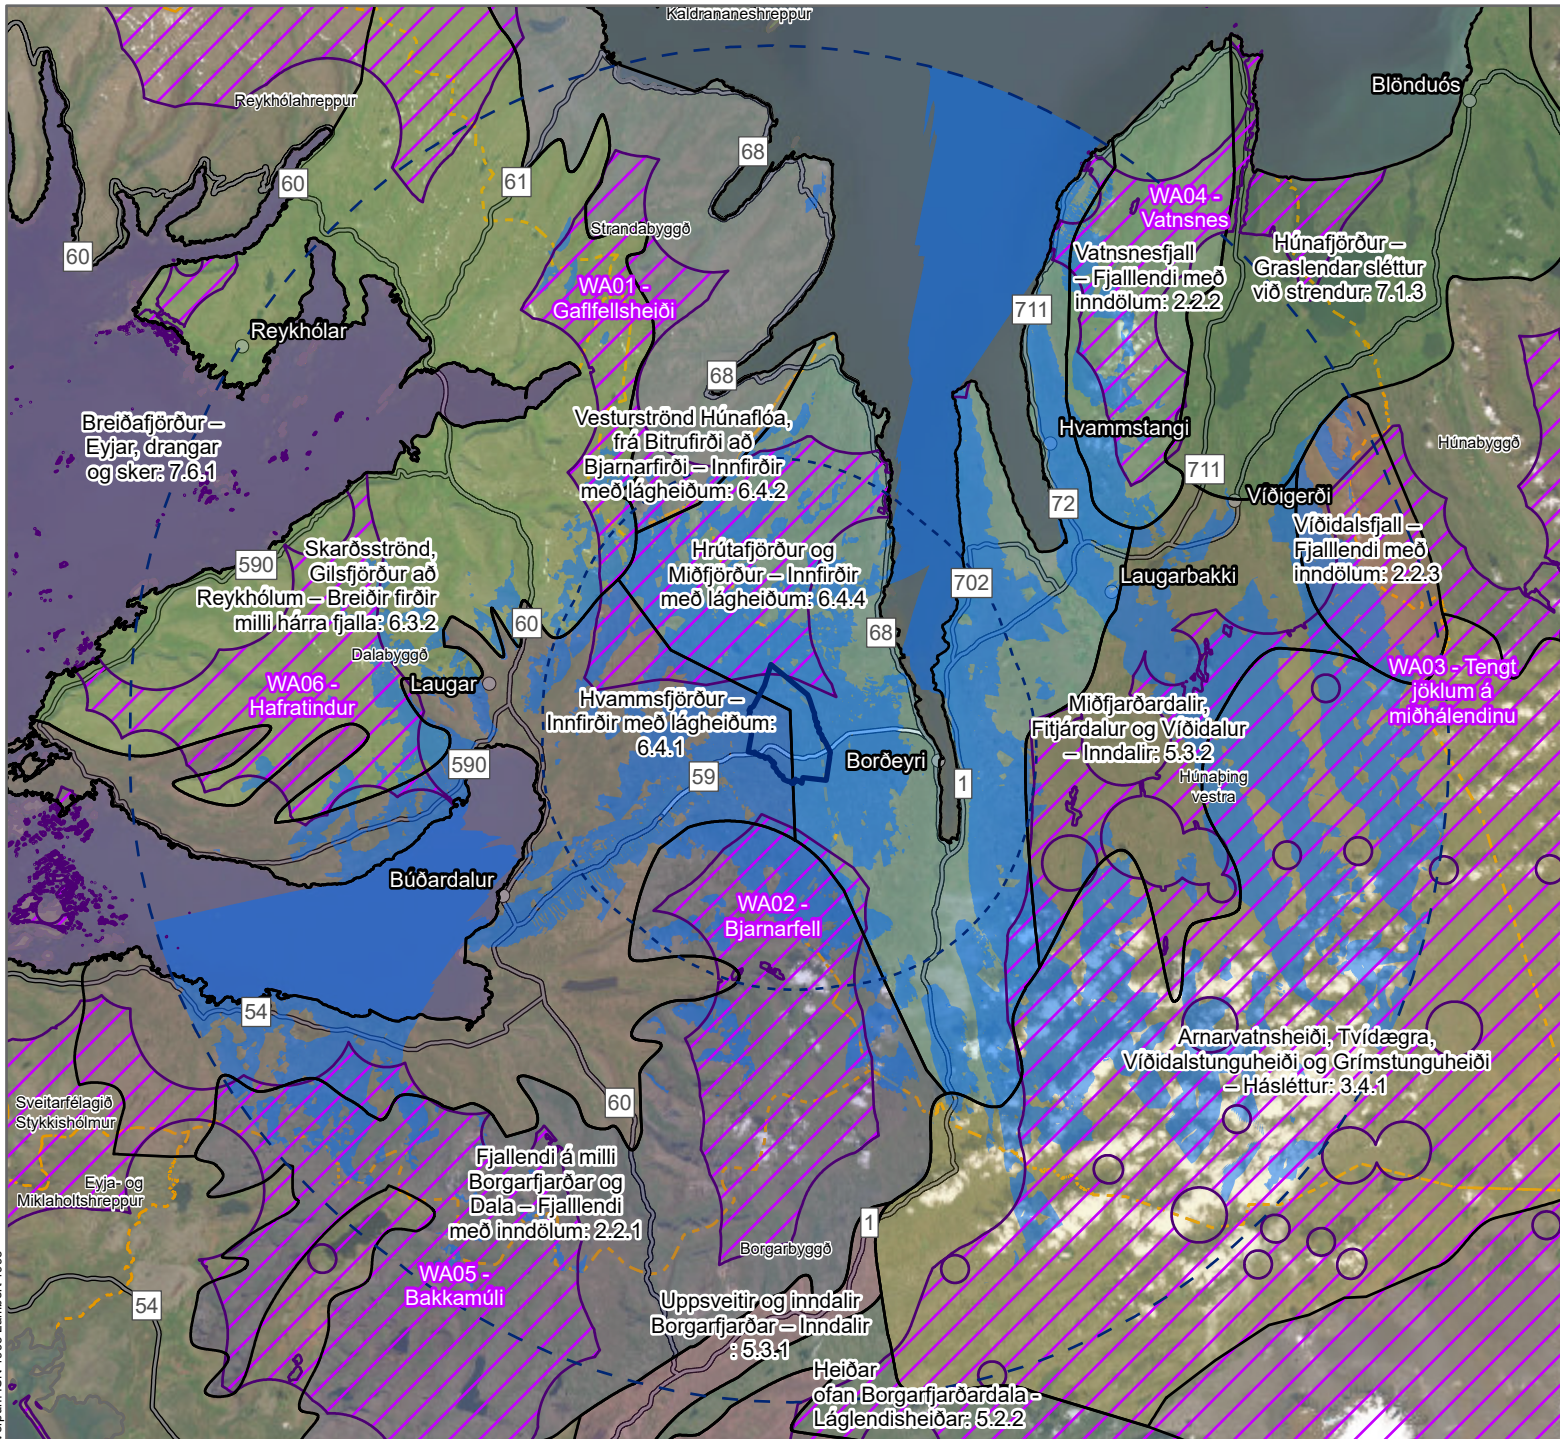 Kaldrananeshreppur
Blönduós
Reykhólahreppur
68
60
61
WA04 -
Vatnsnes
Strandabyggð
60
Vatnsnesfjall
– Fjalllendi með
inndölum: 2.2.2
Húnafjörður –
Graslendar sléttur
við strendur: 7.1.3
WA01 -
Gaflfellsheiði
711
Reykhólar
68
Breiðafjörður –
Eyjar, drangar
og sker: 7.6.1
Vesturströnd Húnaflóa,
frá Bitrufirði að
Bjarnarfirði – Innfirðir
með lágheiðum: 6.4.2
Hvammstangi
Húnabyggð
711
72
Víðigerði
Víðidalsfjall –
Fjalllendi með
inndölum: 2.2.3
590
Skarðsströnd,
Gilsfjörður að
Reykhólum – Breiðir firðir
milli hárra fjalla: 6.3.2
Hrútafjörður og
Miðfjörður – Innfirðir
með lágheiðum: 6.4.4
702
Laugarbakki
60
68
Dalabyggð
WA06 -
Hafratindur
Laugar
WA03 - Tengt
jöklum á
miðhálendinu
Hvammsfjörður –
Innfirðir með lágheiðum:
6.4.1
Miðfjarðardalir,
Fitjárdalur og Víðidalur
– Inndalir: 5.3.2
590
59
Borðeyri
1
Húnaþing
vestra
Búðardalur
WA02 -
Bjarnarfell
54
Arnarvatnsheiði, Tvídægra,
Víðidalstunguheiði og Grímstunguheiði
– Hásléttur: 3.4.1
Sveitarfélagið
Stykkishólmur
60
Fjallendi á milli
Borgarfjarðar og
Dala – Fjalllendi
með inndölum: 2.2.1
Eyja- og
Miklaholtshreppur
1
Borgarbyggð
WA05 -
Bakkamúli
54
Uppsveitir og inndalir
Borgarfjarðar – Inndalir
: 5.3.1
Heiðar
ofan Borgarfjarðardala -
Láglendisheiðar: 5.2.2